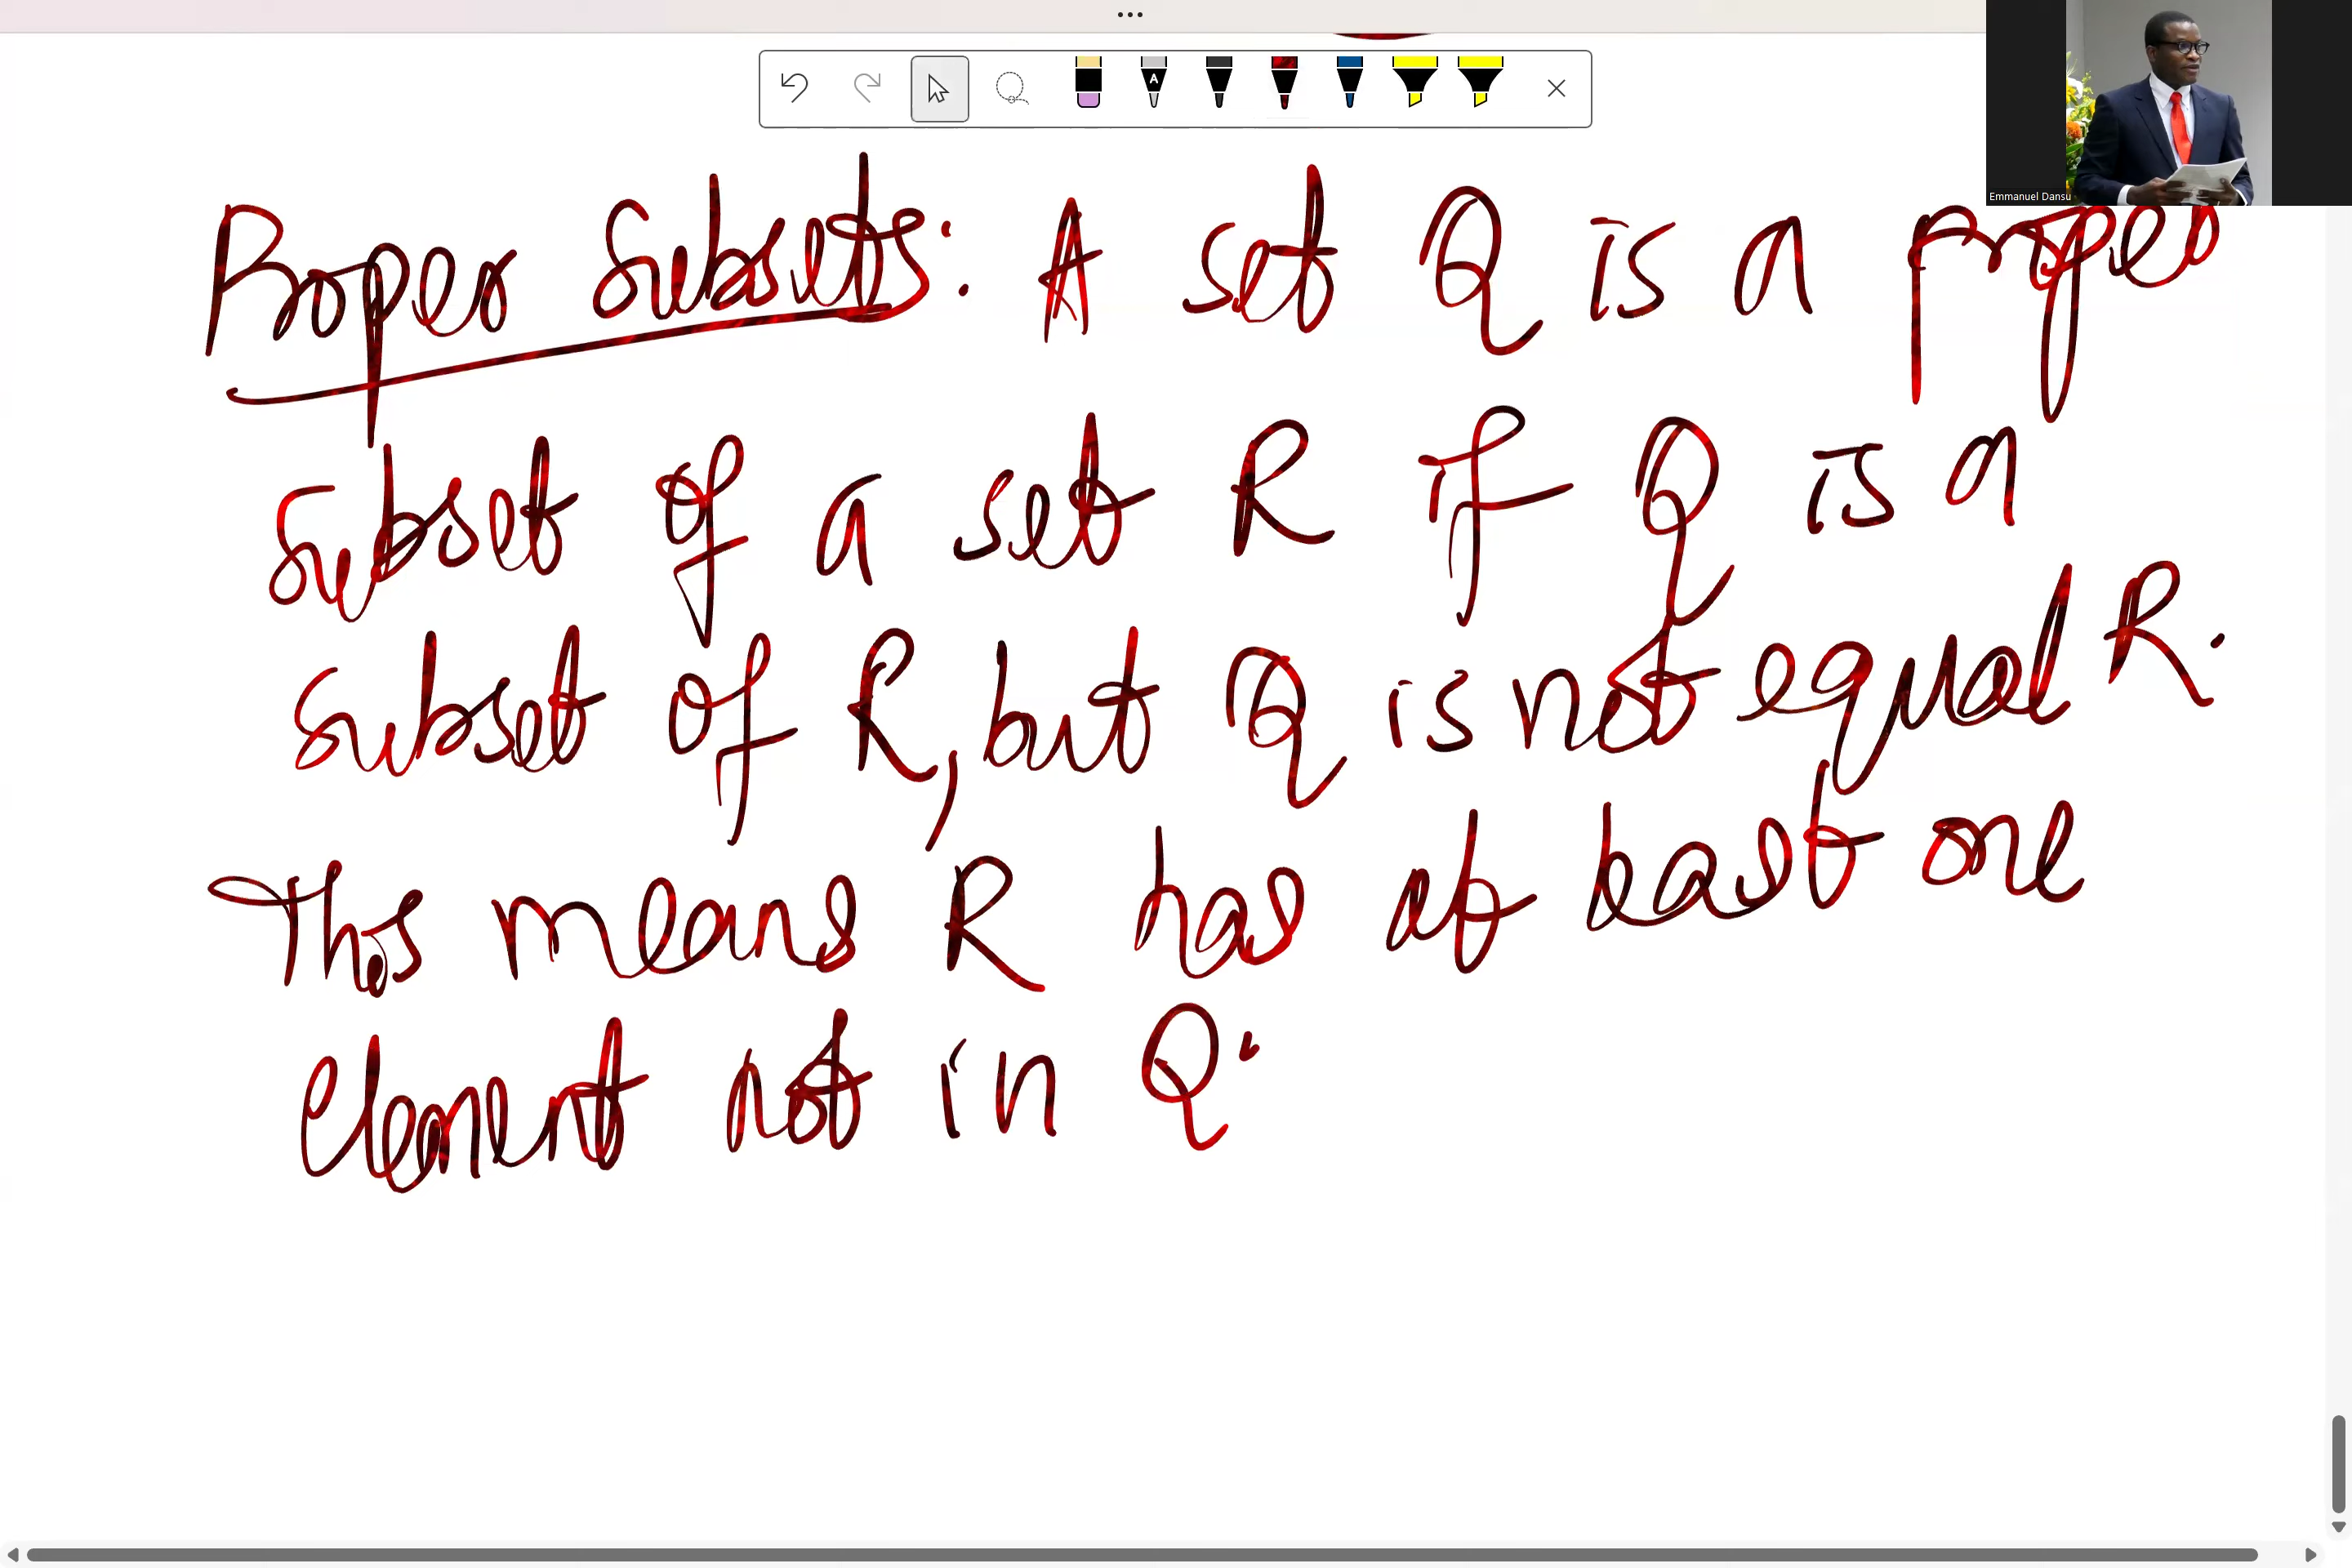 Emmanuel Dansu
Proper Subsets: A set Q is a proper
subset of a set R if Q is a
subset of R, but Q is not equal R.
This means R has at least one
element not in Q.